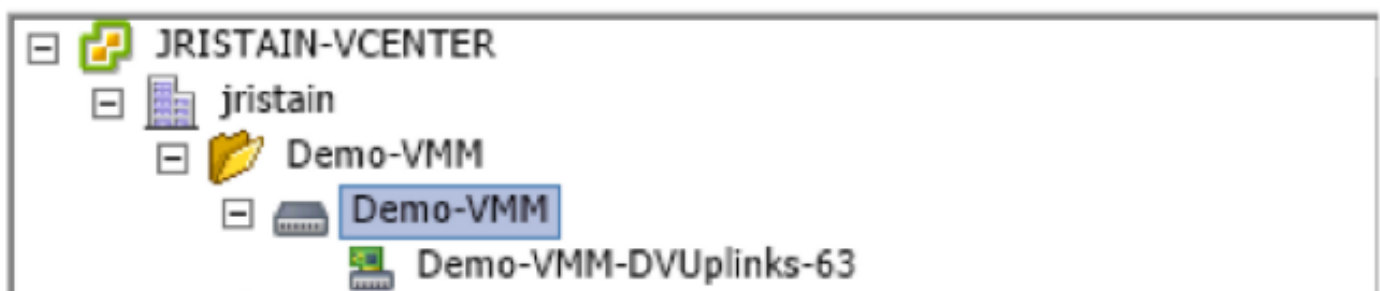 JRISTAIN-VCENTER
jristain
Demo-VMM
Demo-VMM
Demo-VMM-DVUplinks-63